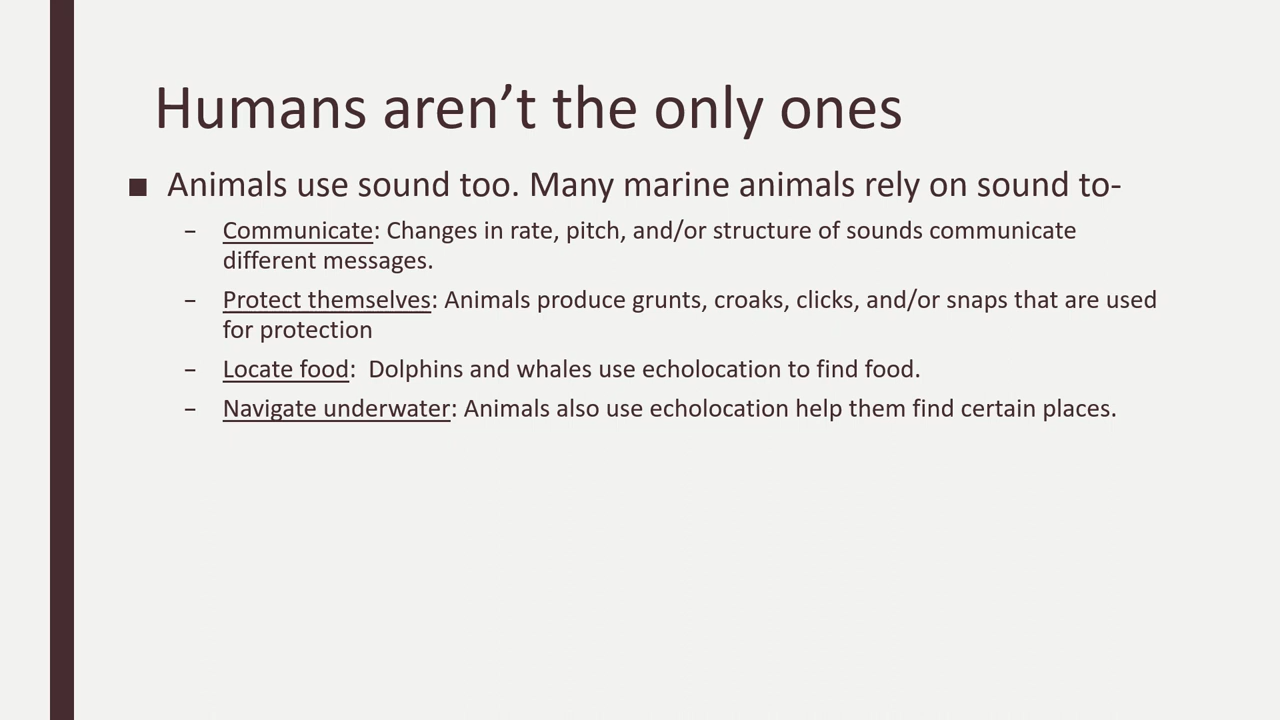 Humans aren’t the only ones
■ Animals use sound too. Many marine animals rely on sound to-
– Communicate: Changes in rate, pitch, and/or structure of sounds communicate
different messages.
– Protect themselves: Animals produce grunts, croaks, clicks, and/or snaps that are used
for protection
– Locate food:  Dolphins and whales use echolocation to find food.
– Navigate underwater: Animals also use echolocation help them find certain places.